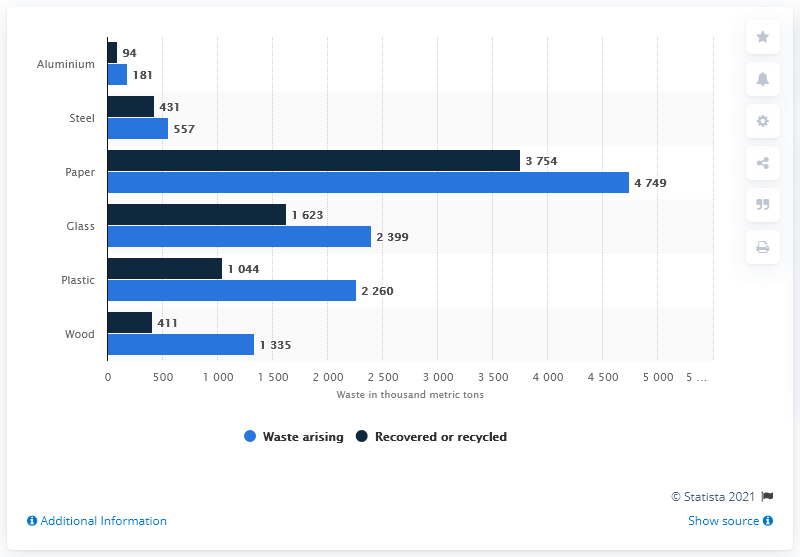 Aluminium
94
181
Steel
431
557
Paper
3 754
4 749
Glass
1 623
2 399
Plastic
1 044
2 260
Wood
411
1 335
0 500 1 000 1 500 2 000 2 500 3 000 3 500 4 000 4 500 5 000 5 ...
Waste in thousand metric tons
Waste arising Recovered or recycled
© Statista 2021
Additional Information Show source